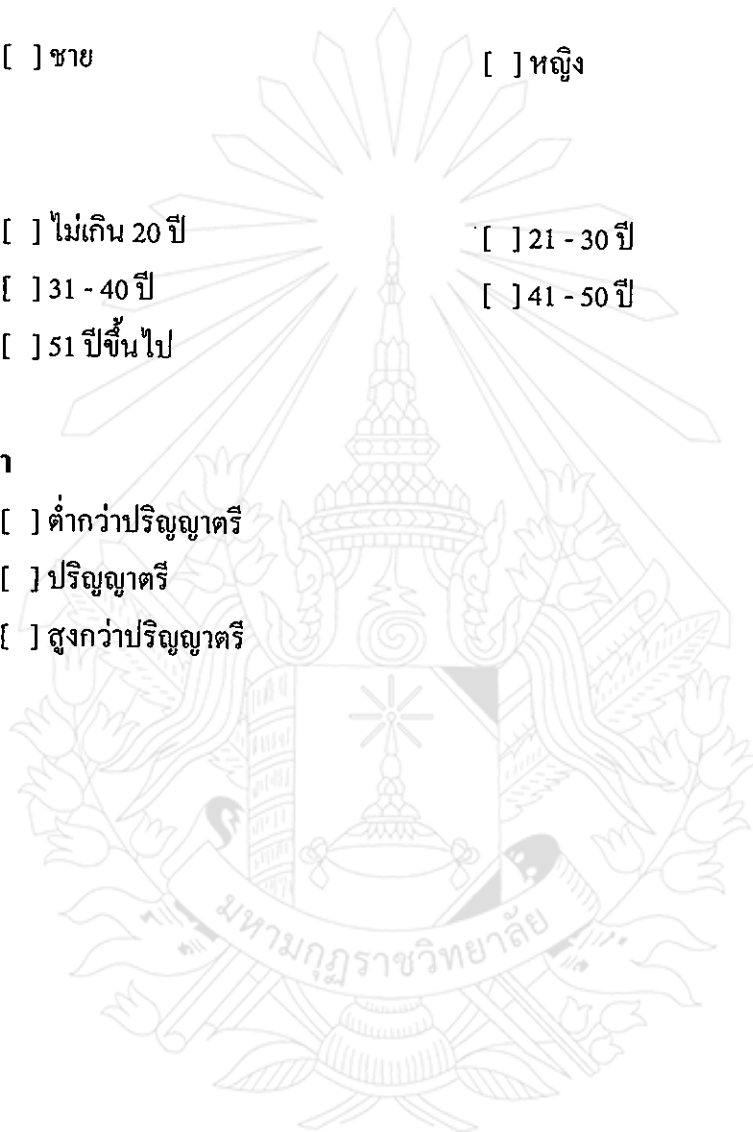 [ ] ชาย [ ] หญิง
[ ] ไม่เกิน 20 ปี [ ] 21 - 30 ปี
[ ] 31 - 40 ปี [ ] 41 - 50 ปี
[ ] 51 ปีขึ้นไป
า
[ ] ต่ำกว่าปริญญาตรี
[ ] ปริญญาตรี
[ ] สูงกว่าปริญญาตรี
มหามกุฏราชวิทยาลัย